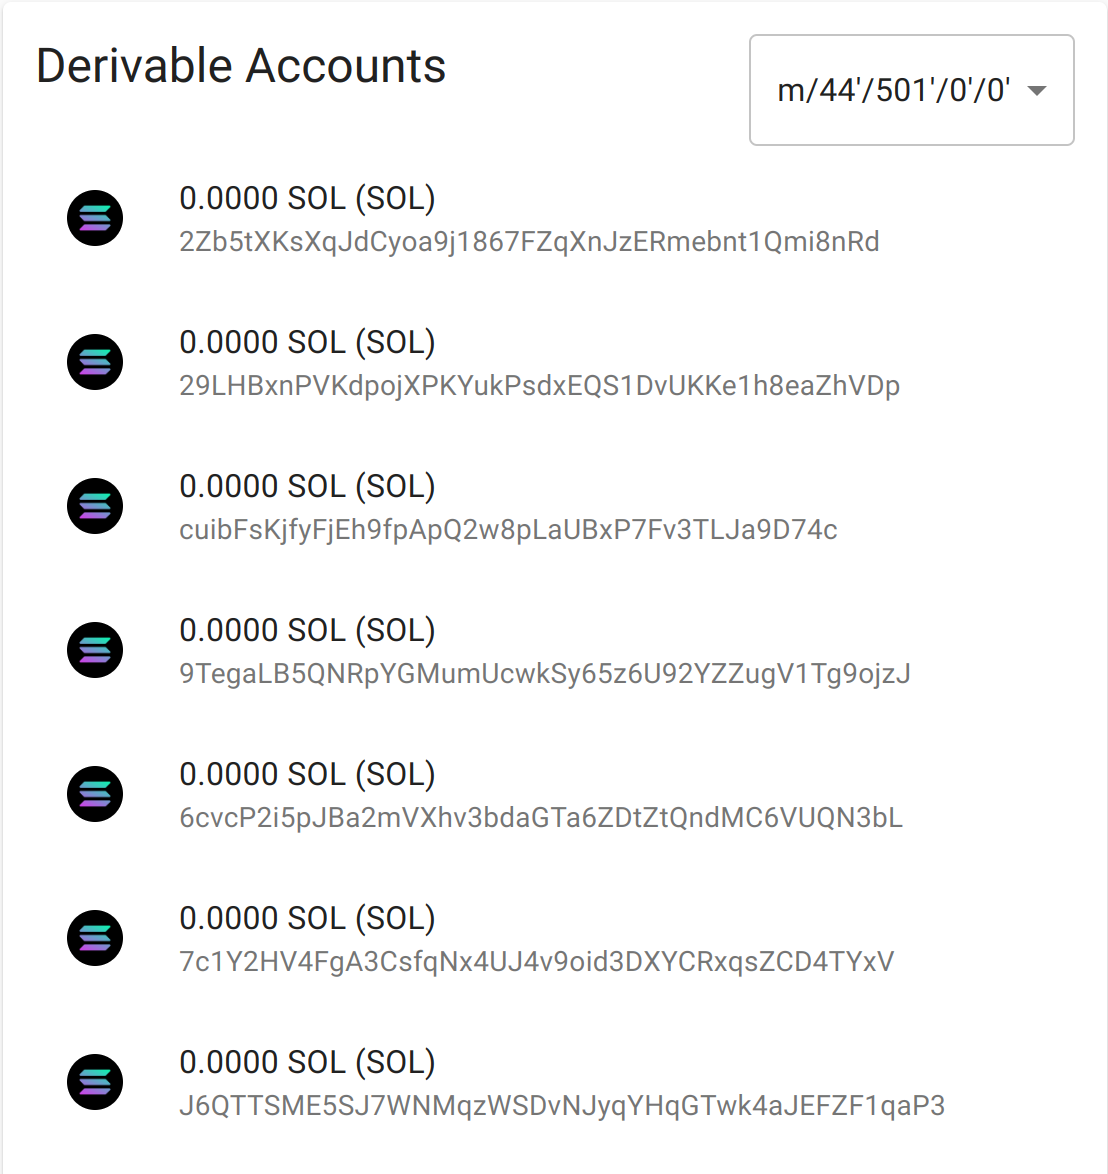 Derivable Accounts
m/44'/501'/0'/0'
0.0000 SOL (SOL)
2Zb5tXKsXqJdCyoa9j1867FZqXnJzERmebnt1Qmi8nRd
0.0000 SOL (SOL)
29LHBxnPVKdpojXPKYukPsdxEQS1DvUKKe1h8eaZhVDp
0.0000 SOL (SOL)
cuibFsKjfyFjEh9fpApQ2w8pLaUBxP7Fv3TLJa9D74c
0.0000 SOL (SOL)
9TegaLB5QNRpYGMumUcwkSy65z6U92YZZugV1Tg9ojzJ
0.0000 SOL (SOL)
6cvcP2i5pJBa2mVXhv3bdaGTa6ZDtZtQndMC6VUQN3bL
0.0000 SOL (SOL)
7c1Y2HV4FgA3CsfqNx4UJ4v9oid3DXYCRxqsZCD4TYxV
0.0000 SOL (SOL)
J6QTTSME5SJ7WNMqzWSDvNJyqYHqGTwk4aJEFZF1qaP3